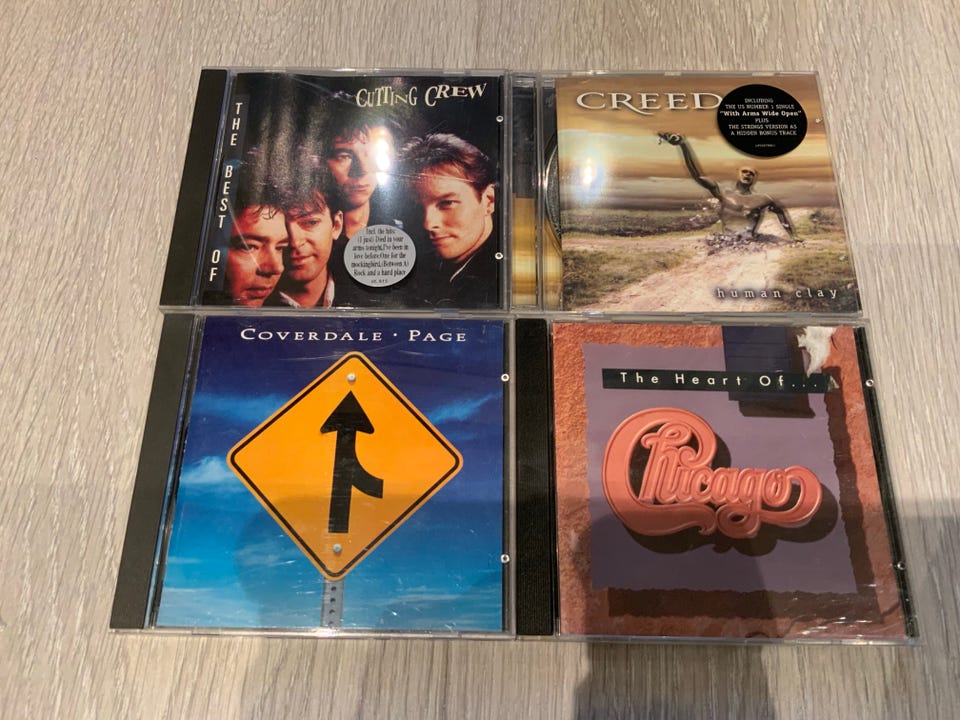 THE BEST OF
CUTTING CREW
Incl. the hits:
(I just) Died in your
arms tonight, I've been in
love before, One for the
mockingbird, (Between A)
Rock and a hard place
CREED
INCLUDING
THE US NUMBER 1 SINGLE
"With Arms Wide Open"
PLUS
THE STRINGS VERSION AS
A HIDDEN BONUS TRACK
human clay
COVERDALE · PAGE
The Heart Of...
Chicago